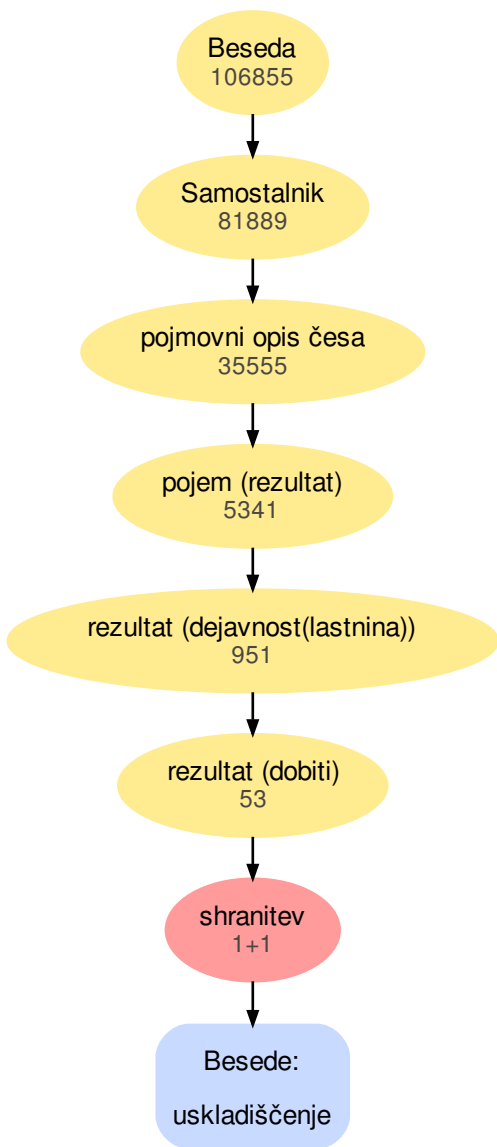 Beseda
106855
Samostalnik
81889
pojmovni opis česa
35555
pojem (rezultat)
5341
rezultat (dejavnost(lastnina))
951
rezultat (dobiti)
53
shranitev
1+1
Besede:
uskladiščenje